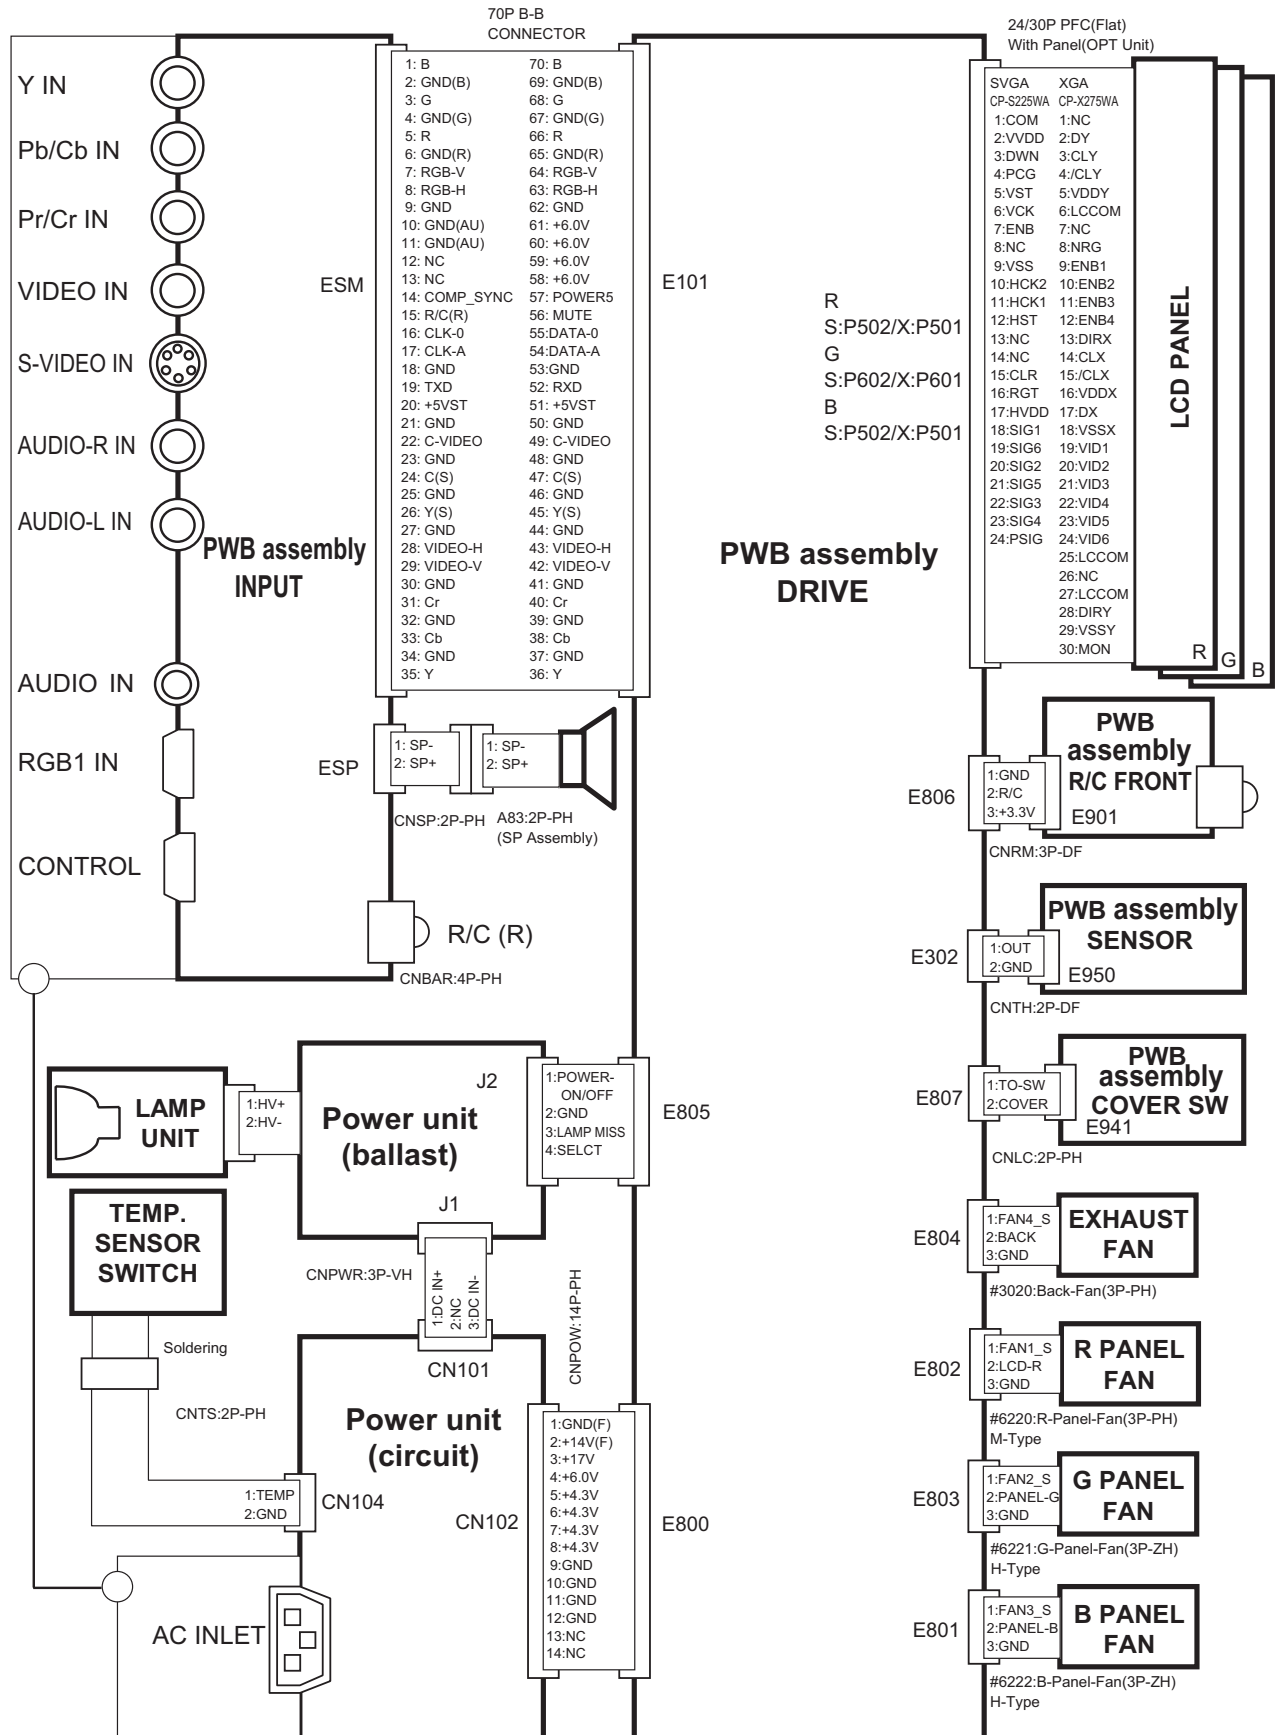 70P B-B
CONNECTOR
24/30P PFC(Flat)
With Panel(OPT Unit)
Y IN
Pb/Cb IN
Pr/Cr IN
VIDEO IN
S-VIDEO IN
AUDIO-R IN
AUDIO-L IN
AUDIO IN
RGB1 IN
CONTROL
PWB assembly
INPUT
ESM
1: B 70: B
2: GND(B) 69: GND(B)
3: G 68: G
4: GND(G) 67: GND(G)
5: R 66: R
6: GND(R) 65: GND(R)
7: RGB-V 64: RGB-V
8: RGB-H 63: RGB-H
9: GND 62: GND
10: GND(AU) 61: +6.0V
11: GND(AU) 60: +6.0V
12: NC 59: +6.0V
13: NC 58: +6.0V
14: COMP_SYNC 57: POWER5
15: R/C(R) 56: MUTE
16: CLK-0 55:DATA-0
17: CLK-A 54:DATA-A
18: GND 53:GND
19: TXD 52: RXD
20: +5VST 51: +5VST
21: GND 50: GND
22: C-VIDEO 49: C-VIDEO
23: GND 48: GND
24: C(S) 47: C(S)
25: GND 46: GND
26: Y(S) 45: Y(S)
27: GND 44: GND
28: VIDEO-H 43: VIDEO-H
29: VIDEO-V 42: VIDEO-V
30: GND 41: GND
31: Cr 40: Cr
32: GND 39: GND
33: Cb 38: Cb
34: GND 37: GND
35: Y 36: Y
E101
R
S:P502/X:P501
G
S:P602/X:P601
B
S:P502/X:P501
PWB assembly
DRIVE
SVGA XGA
CP-S225WA CP-X275WA
1:COM 1:NC
2:VVDD 2:DY
3:DWN 3:CLY
4:PCG 4:/CLY
5:VST 5:VDDY
6:VCK 6:LCCOM
7:ENB 7:NC
8:NC 8:NRG
9:VSS 9:ENB1
10:HCK2 10:ENB2
11:HCK1 11:ENB3
12:HST 12:ENB4
13:NC 13:DIRX
14:NC 14:CLX
15:CLR 15:/CLX
16:RGT 16:VDDX
17:HVDD 17:DX
18:SIG1 18:VSSX
19:SIG6 19:VID1
20:SIG2 20:VID2
21:SIG5 21:VID3
22:SIG3 22:VID4
23:SIG4 23:VID5
24:PSIG 24:VID6
25:LCCOM
26:NC
27:LCCOM
28:DIRY
29:VSSY
30:MON
LCD PANEL
R
G
B
ESP
1: SP-
2: SP+
1: SP-
2: SP+
CNSP:2P-PH
A83:2P-PH
(SP Assembly)
R/C (R)
CNBAR:4P-PH
E806
1:GND
2:R/C
3:+3.3V
PWB
assembly
R/C FRONT
E901
CNRM:3P-DF
E302
1:OUT
2:GND
PWB assembly
SENSOR
E950
CNTH:2P-DF
E807
1:TO-SW
2:COVER
PWB
assembly
COVER SW
E941
CNLC:2P-PH
E804
1:FAN4_S
2:BACK
3:GND
EXHAUST
FAN
#3020:Back-Fan(3P-PH)
E802
1:FAN1_S
2:LCD-R
3:GND
R PANEL
FAN
#6220:R-Panel-Fan(3P-PH)
M-Type
E803
1:FAN2_S
2:PANEL-G
3:GND
G PANEL
FAN
#6221:G-Panel-Fan(3P-ZH)
H-Type
E801
1:FAN3_S
2:PANEL-B
3:GND
B PANEL
FAN
#6222:B-Panel-Fan(3P-ZH)
H-Type
LAMP
UNIT
1:HV+
2:HV-
Power unit
(ballast)
J2
1:POWER-
ON/OFF
2:GND
3:LAMP MISS
4:SELCT
E805
J1
CNPWR:3P-VH
1:DC IN+
2:NC
3:DC IN-
CN101
CNPOW:14P-PH
TEMP.
SENSOR
SWITCH
Soldering
CNTS:2P-PH
1:TEMP
2:GND
CN104
Power unit
(circuit)
CN102
1:GND(F)
2:+14V(F)
3:+17V
4:+6.0V
5:+4.3V
6:+4.3V
7:+4.3V
8:+4.3V
9:GND
10:GND
11:GND
12:GND
13:NC
14:NC
E800
AC INLET